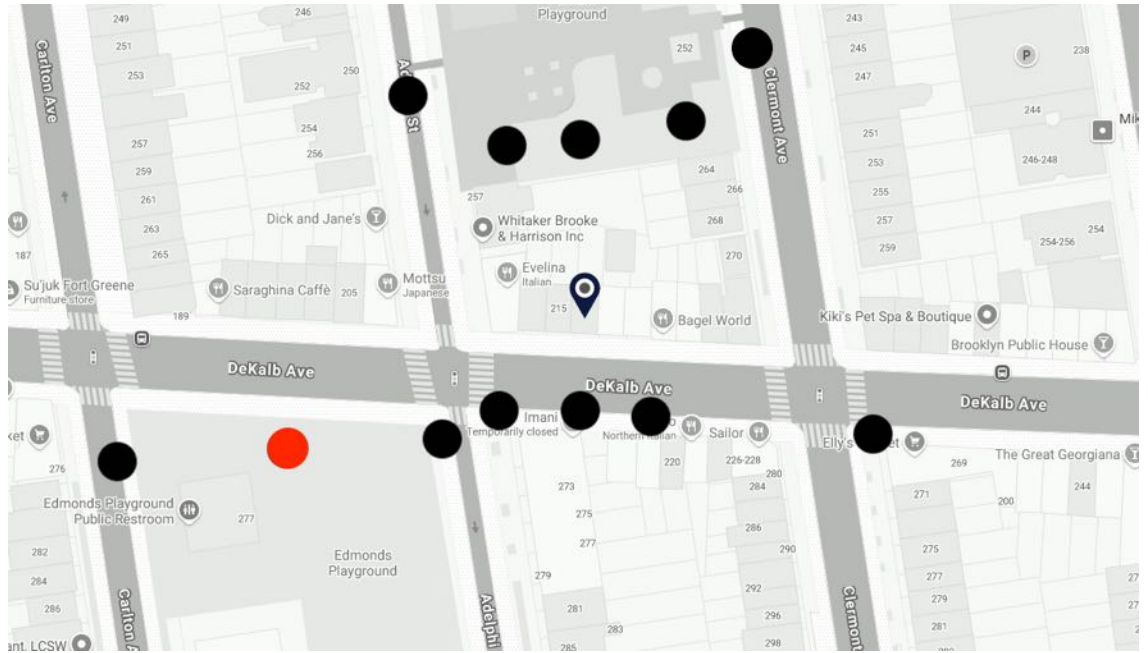 249
246
Playground
243
251
250
252
245
238
P
Carlton Ave
253
252
247
244
Clermont Ave
St
Mik
254
251
257
256
253
246-248
259
264
255
261
257
266
Whitaker Brooke
& Harrison Inc
257
254
263
Dick and Jane's
268
254-256
187
265
259
270
Su'juk Fort Greene
Furniture store
Saraghina Caffè
205
Mottsu
Japanese
Evelina
Italian
215
189
Bagel World
Kiki's Pet Spa & Boutique
Brooklyn Public House
DeKalb Ave
DeKalb Ave
DeKalb Ave
Imani
Temporarily closed
Northern Italian
Sailor
Elly's
et
ket
276
220
226-228
280
269
The Great Georgiana
Edmonds Playground
Public Restroom
277
273
284
271
200
244
275
286
282
277
290
275
Edmonds
Playground
284
279
292
277
286
281
296
279
283
298
281
ant, LCSW
Carlton A
Adelphi
285
Clermont